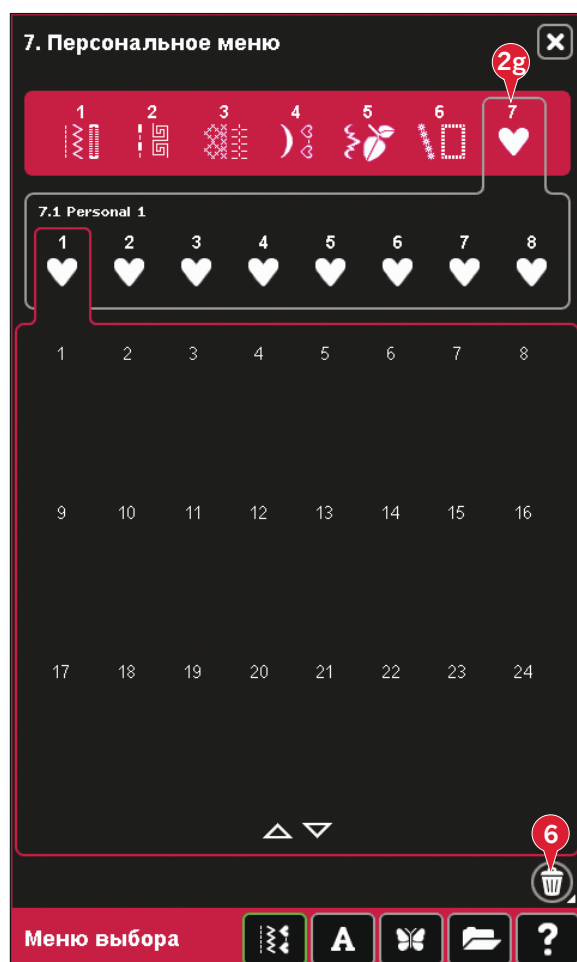 7. Персональное меню
2g
1 2 3 4 5 6 7
7.1 Personal 1
1 2 3 4 5 6 7 8
1 2 3 4 5 6 7 8
9 10 11 12 13 14 15 16
17 18 19 20 21 22 23 24
6
Меню выбора A ?